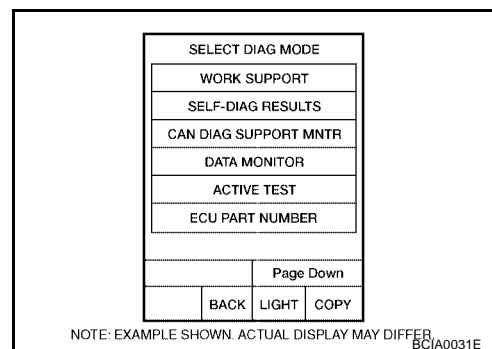 SELECT DIAG MODE
WORK SUPPORT
SELF-DIAG RESULTS
CAN DIAG SUPPORT MNTR
DATA MONITOR
ACTIVE TEST
ECU PART NUMBER
Page Down
BACK LIGHT COPY
NOTE: EXAMPLE SHOWN. ACTUAL DISPLAY MAY DIFFER
BCIA0031E